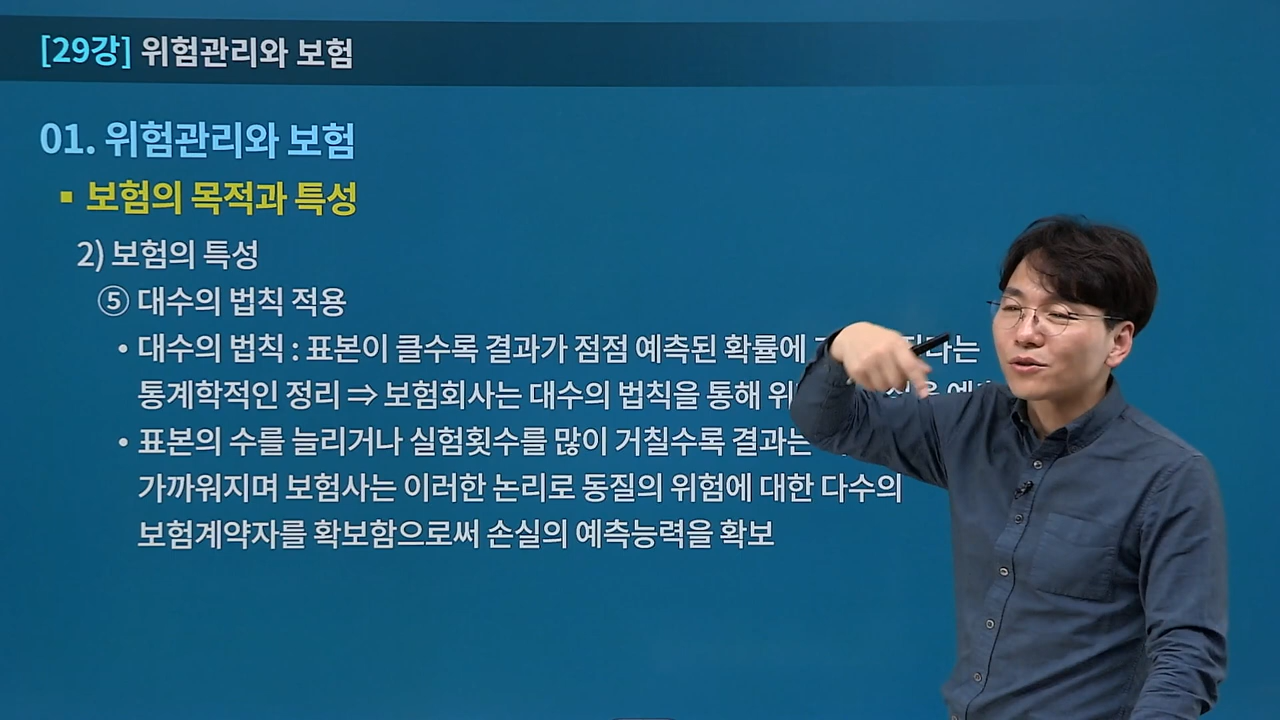 [29강] 위험관리와 보험
01. 위험관리와 보험
▪ 보험의 목적과 특성
2) 보험의 특성
⑤ 대수의 법칙 적용
• 대수의 법칙 : 표본이 클수록 결과가 점점 예측된 확률에
통계학적인 정리 ⇒ 보험회사는 대수의 법칙을 통해
• 표본의 수를 늘리거나 실험횟수를 많이 거칠수록 결과는
가까워지며 보험사는 이러한 논리로 동질의 위험에 대한 다수의
보험계약자를 확보함으로써 손실의 예측능력을 확보